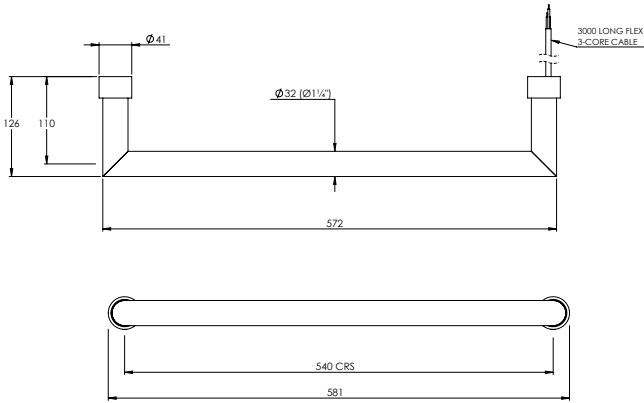 3000 LONG FLEX
3-CORE CABLE
Ø41
Ø32 (Ø1¼")
126
110
572
540 CRS
581